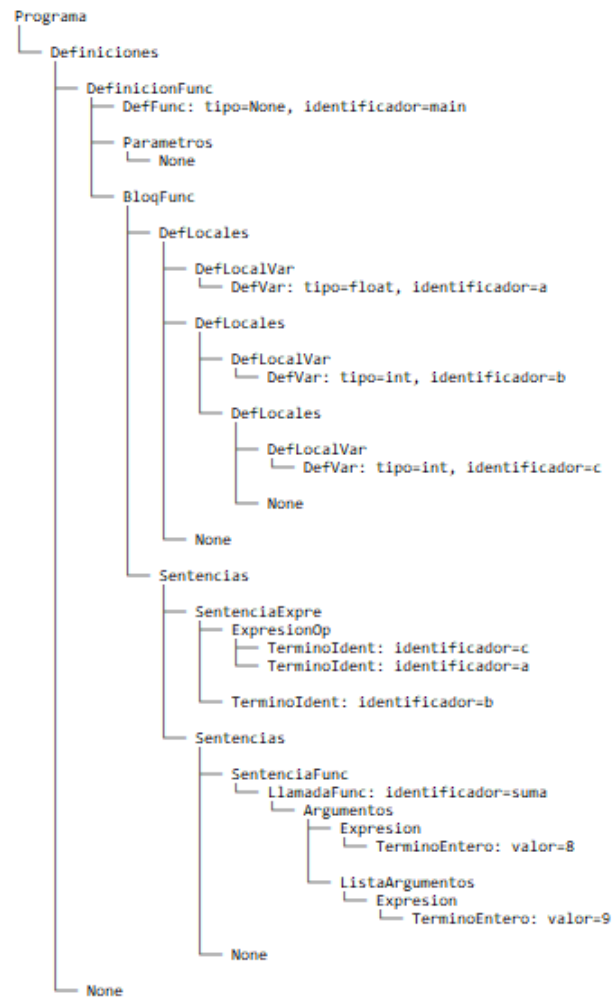 Programa
Definiciones
DefinicionFunc
DefFunc: tipo=None, identificador=main
Parametros
None
BloqFunc
DefLocales
DefLocalVar
DefVar: tipo=float, identificador=a
DefLocales
DefLocalVar
DefVar: tipo=int, identificador=b
DefLocales
DefLocalVar
DefVar: tipo=int, identificador=c
None
None
Sentencias
SentenciaExpre
ExpresionOp
TerminoIdent: identificador=c
TerminoIdent: identificador=a
TerminoIdent: identificador=b
Sentencias
SentenciaFunc
LlamadaFunc: identificador=suma
Argumentos
Expresion
TerminoEntero: valor=8
ListaArgumentos
Expresion
TerminoEntero: valor=9
None
None